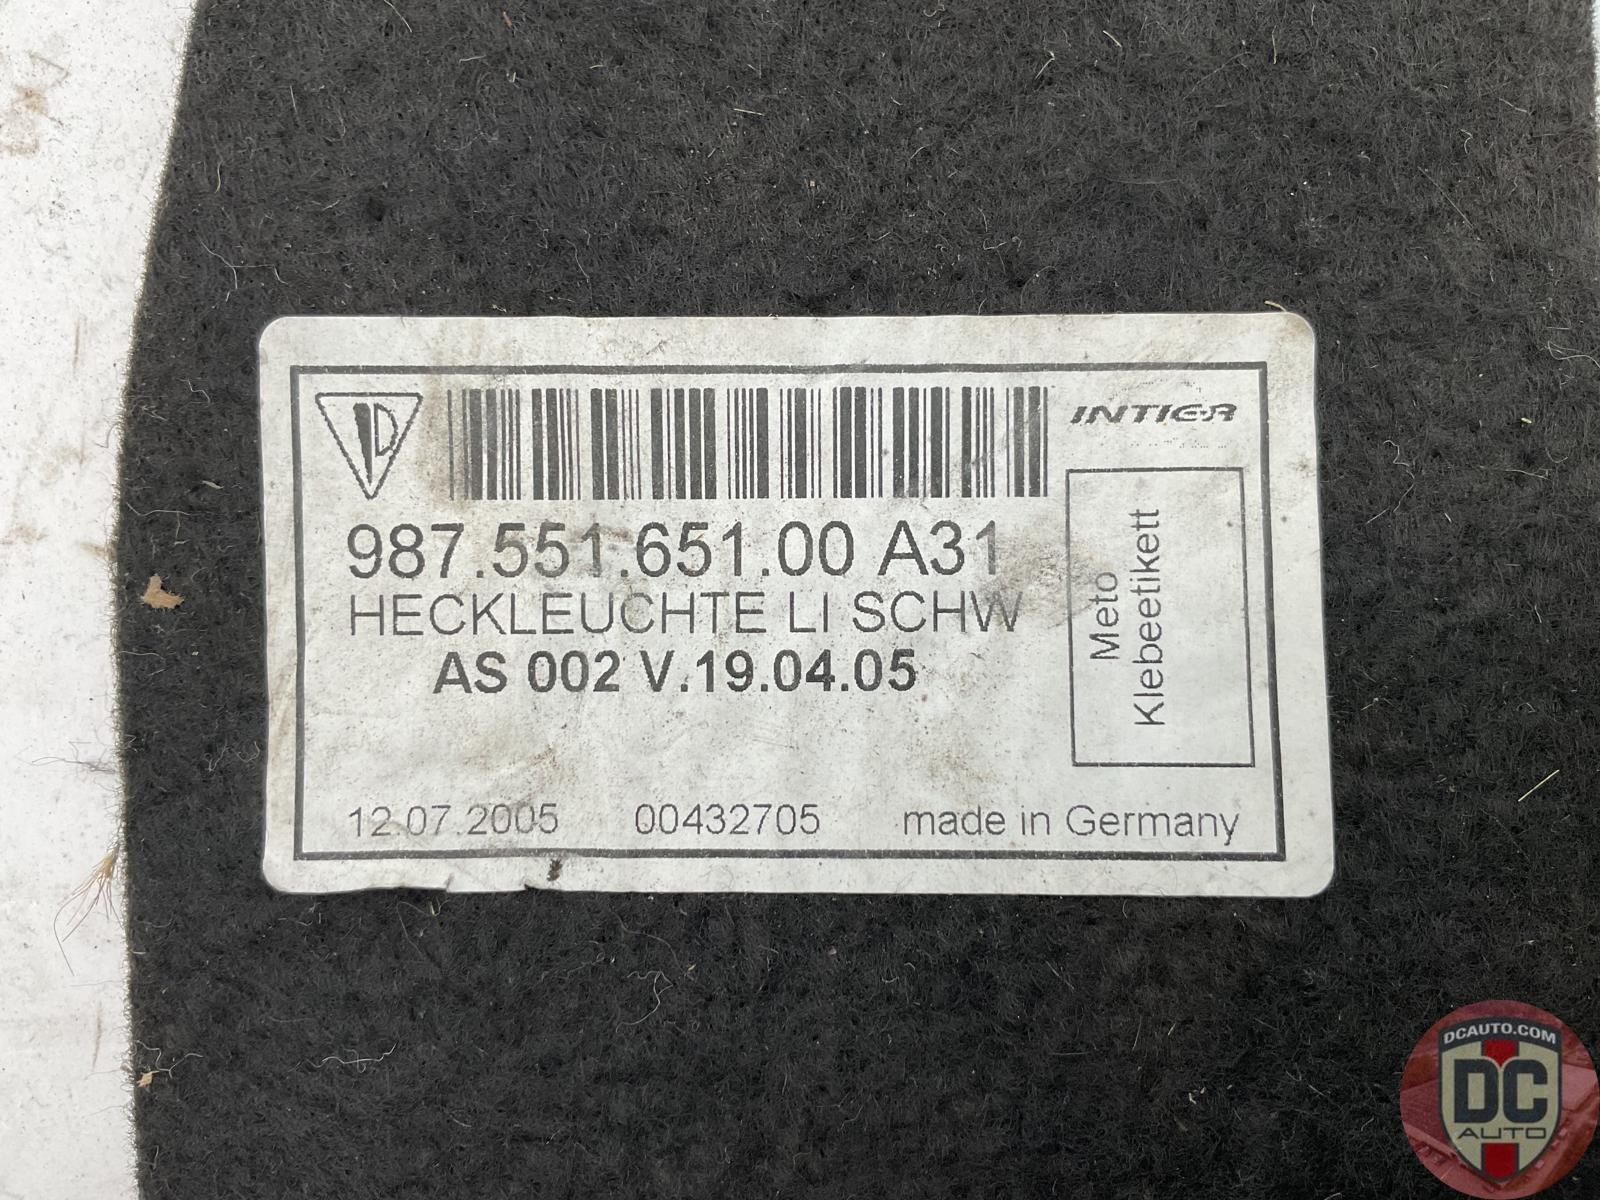 INTIER
987.551.651.00 A31
HECKLEUCHTE LI SCHW
AS 002 V.19.04.05
Meto
Klebeetikett
12.07.2005 00432705 made in Germany
DCAUTO.COM
DC
AUTO